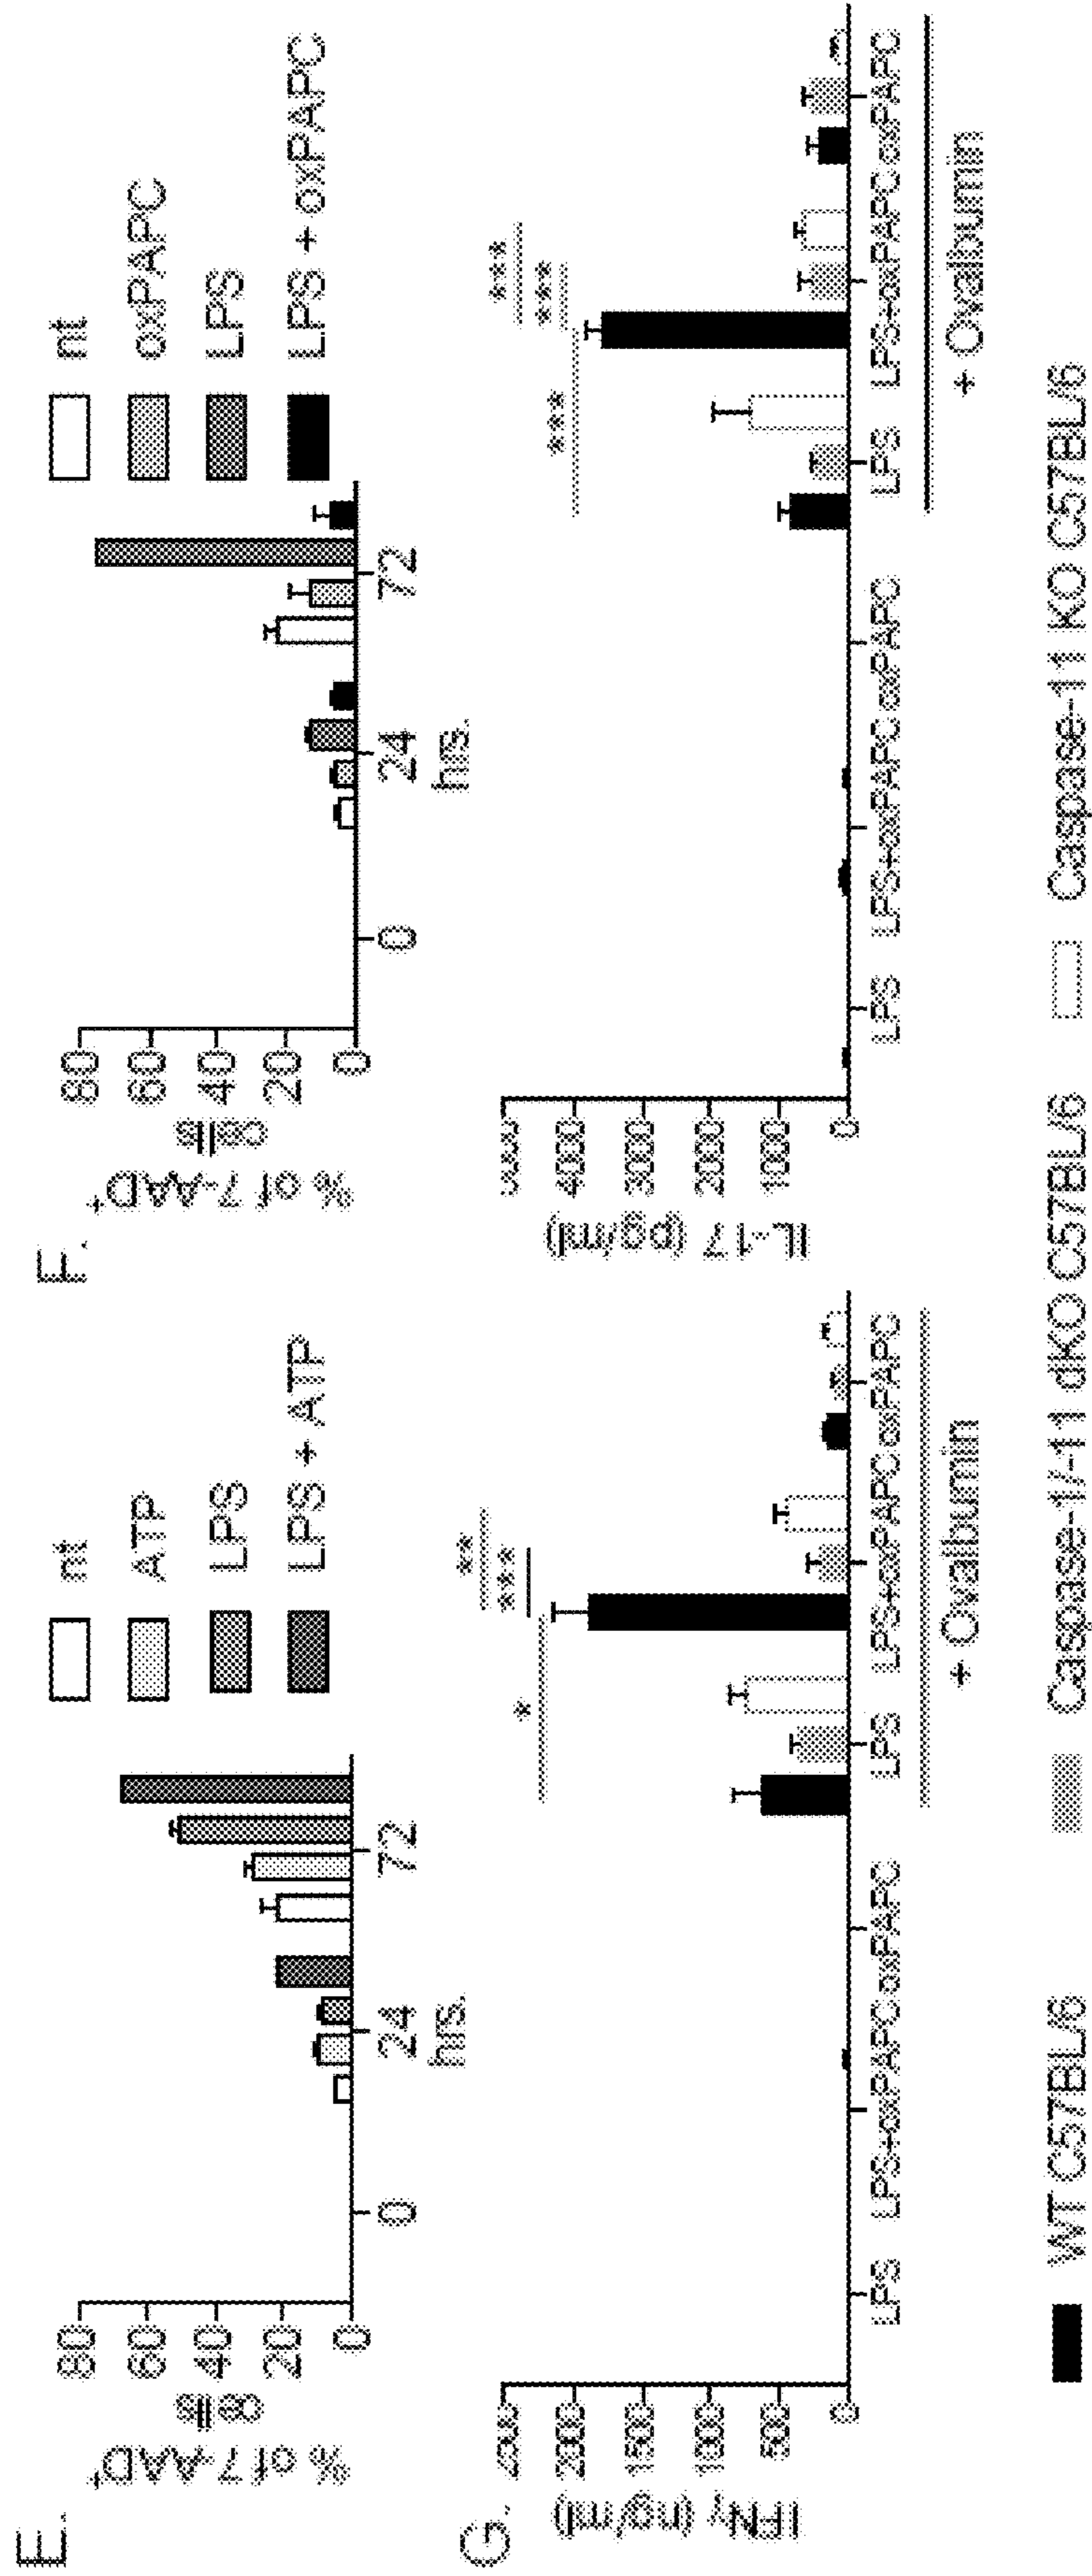 E.
% of 7-AAD⁺
cells
80
60
40
20
0
0
24
72
hrs.
nt
ATP
LPS
LPS + ATP
F.
% of 7-AAD⁺
cells
80
60
40
20
0
0
24
72
hrs.
nt
oxPAPC
LPS
LPS + oxPAPC
G.
IFNγ (ng/ml)
2000
1500
1000
500
0
*
**
***
LPS LPS+oxPAPC oxPAPC LPS LPS+oxPAPC oxPAPC
+ Ovalbumin
IL-17 (pg/ml)
4000
3000
2000
1000
0
***
***
***
LPS LPS+oxPAPC oxPAPC LPS LPS+oxPAPC oxPAPC
+ Ovalbumin
WT C57BL/6 Caspase-1/-11 dKO C57BL/6 Caspase-11 KO C57BL/6